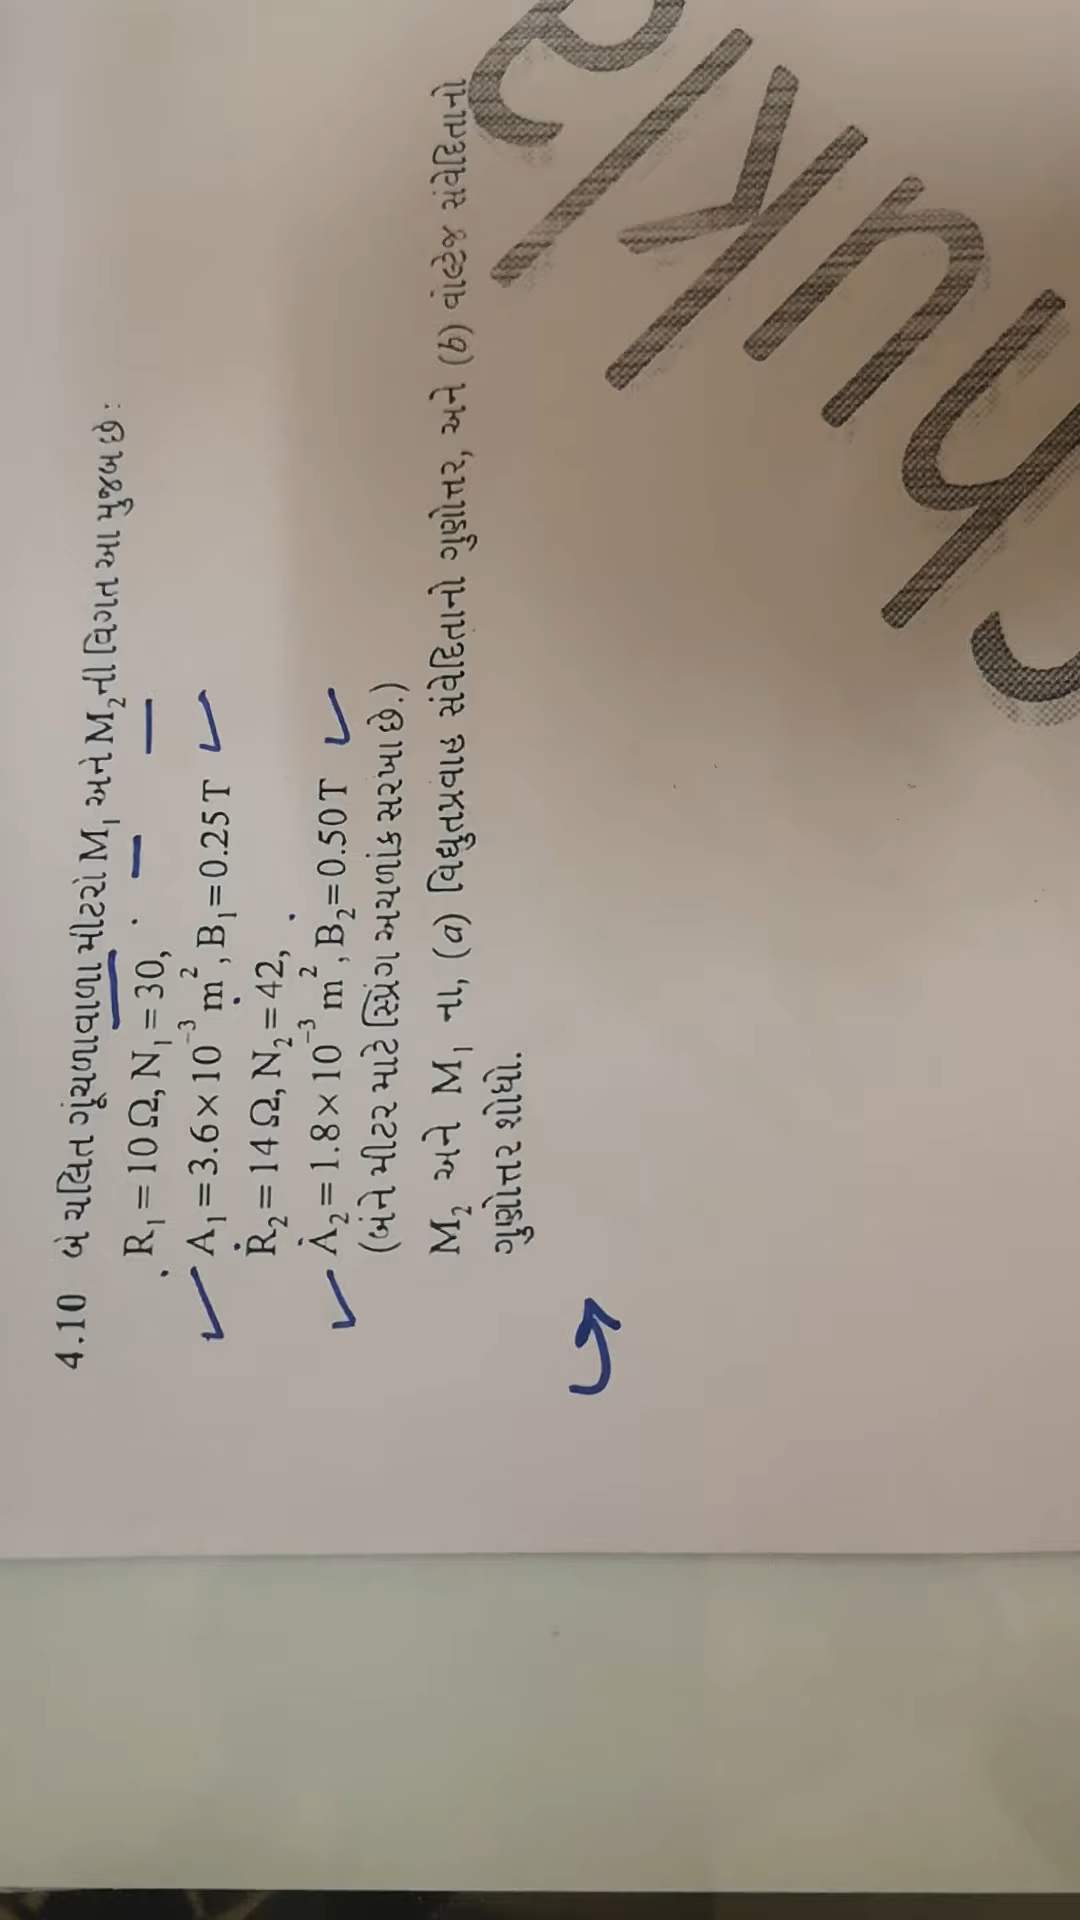 4.10 બે ચલિત ગૂંચળાવાળા મીટરો M₁ અને M₂ની વિગત આ મુજબ છે :
R₁ = 10 Ω, N₁ = 30,
A₁ = 3.6 × 10⁻³ m², B₁ = 0.25 T
R₂ = 14 Ω, N₂ = 42,
A₂ = 1.8 × 10⁻³ m², B₂ = 0.50 T
(બંને મીટર માટે સ્પ્રિંગ અચળાંક સરખા છે.)
M₂ અને M₁ ના, (a) વિદ્યુતપ્રવાહ સંવેદિતાનો ગુણોત્તર, અને (b) વોલ્ટેજ સંવેદિતાનો
ગુણોત્તર શોધો.